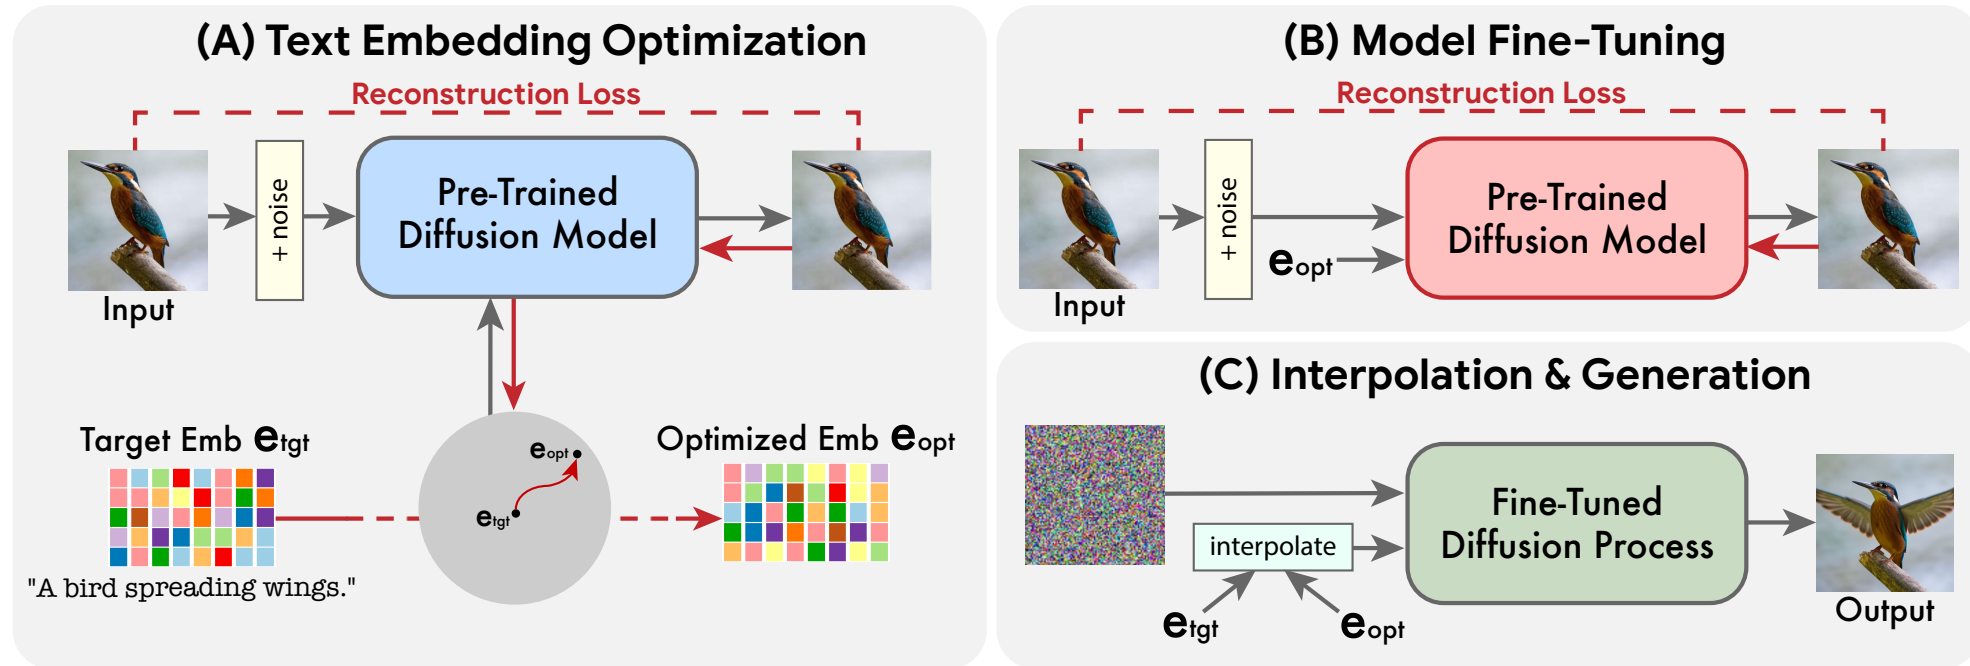 (A) Text Embedding Optimization
Reconstruction Loss
+ noise
Pre-Trained
Diffusion Model
Input
Target Emb etgt
"A bird spreading wings."
eopt
etgt
Optimized Emb eopt
(B) Model Fine-Tuning
Reconstruction Loss
+ noise
eopt
Pre-Trained
Diffusion Model
Input
(C) Interpolation & Generation
interpolate
etgt
eopt
Fine-Tuned
Diffusion Process
Output